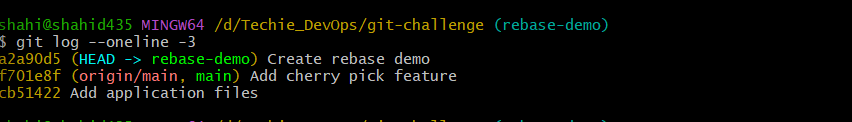 shahi@shahid435 MINGW64 /d/Techie_DevOps/git-challenge (rebase-demo)
$ git log --oneline -3
a2a90d5 (HEAD -> rebase-demo) Create rebase demo
f701e8f (origin/main, main) Add cherry pick feature
cb51422 Add application files